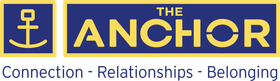 THE
ANCHOR
Connection - Relationships - Belonging